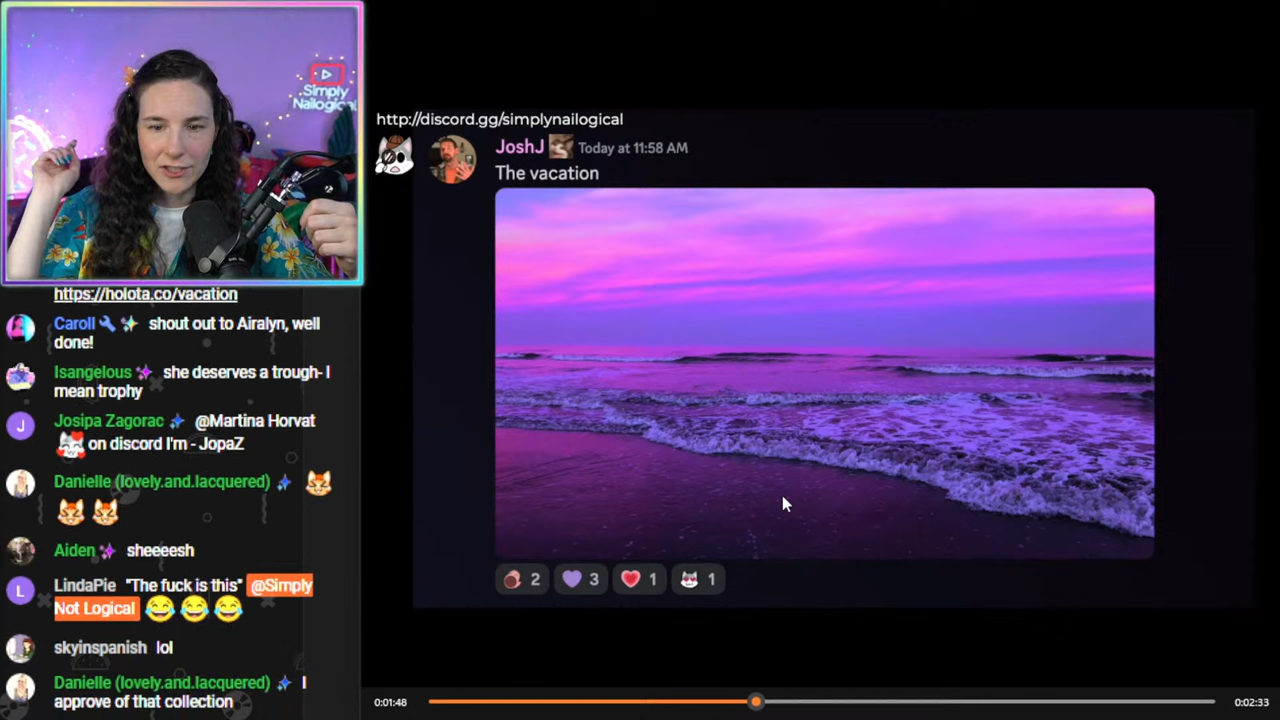 Simply
Nailogical
http://discord.gg/simplynailogical
JoshJ Today at 11:58 AM
The vacation
2 3 1 1
https://holota.co/vacation
Caroll shout out to Airalyn, well
done!
Isangelous she deserves a trough- I
mean trophy
J
Josipa Zagorac @Martina Horvat
on discord I'm - JopaZ
Danielle (lovely.and.lacquered)
Aiden sheeeesh
L
LindaPie "The fuck is this" @Simply
Not Logical
skyinspanish lol
Danielle (lovely.and.lacquered) I
approve of that collection
0:01:48
0:02:33